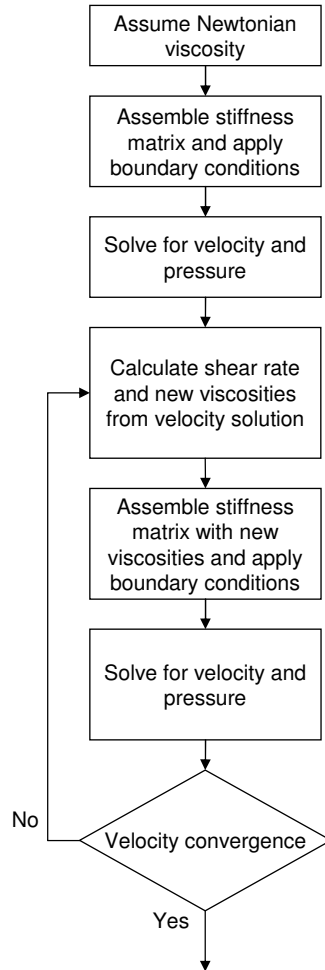 Assume Newtonian
viscosity
Assemble stiffness
matrix and apply
boundary conditions
Solve for velocity and
pressure
Calculate shear rate
and new viscosities
from velocity solution
Assemble stiffness
matrix with new
viscosities and apply
boundary conditions
Solve for velocity and
pressure
No
Velocity convergence
Yes